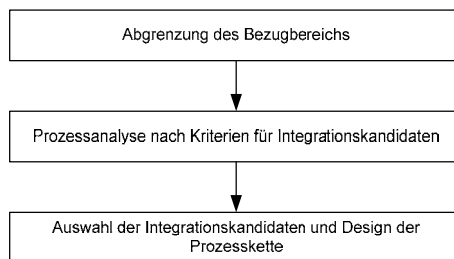 Abgrenzung des Bezugbereichs
Prozessanalyse nach Kriterien für Integrationskandidaten
Auswahl der Integrationskandidaten und Design der
Prozesskette